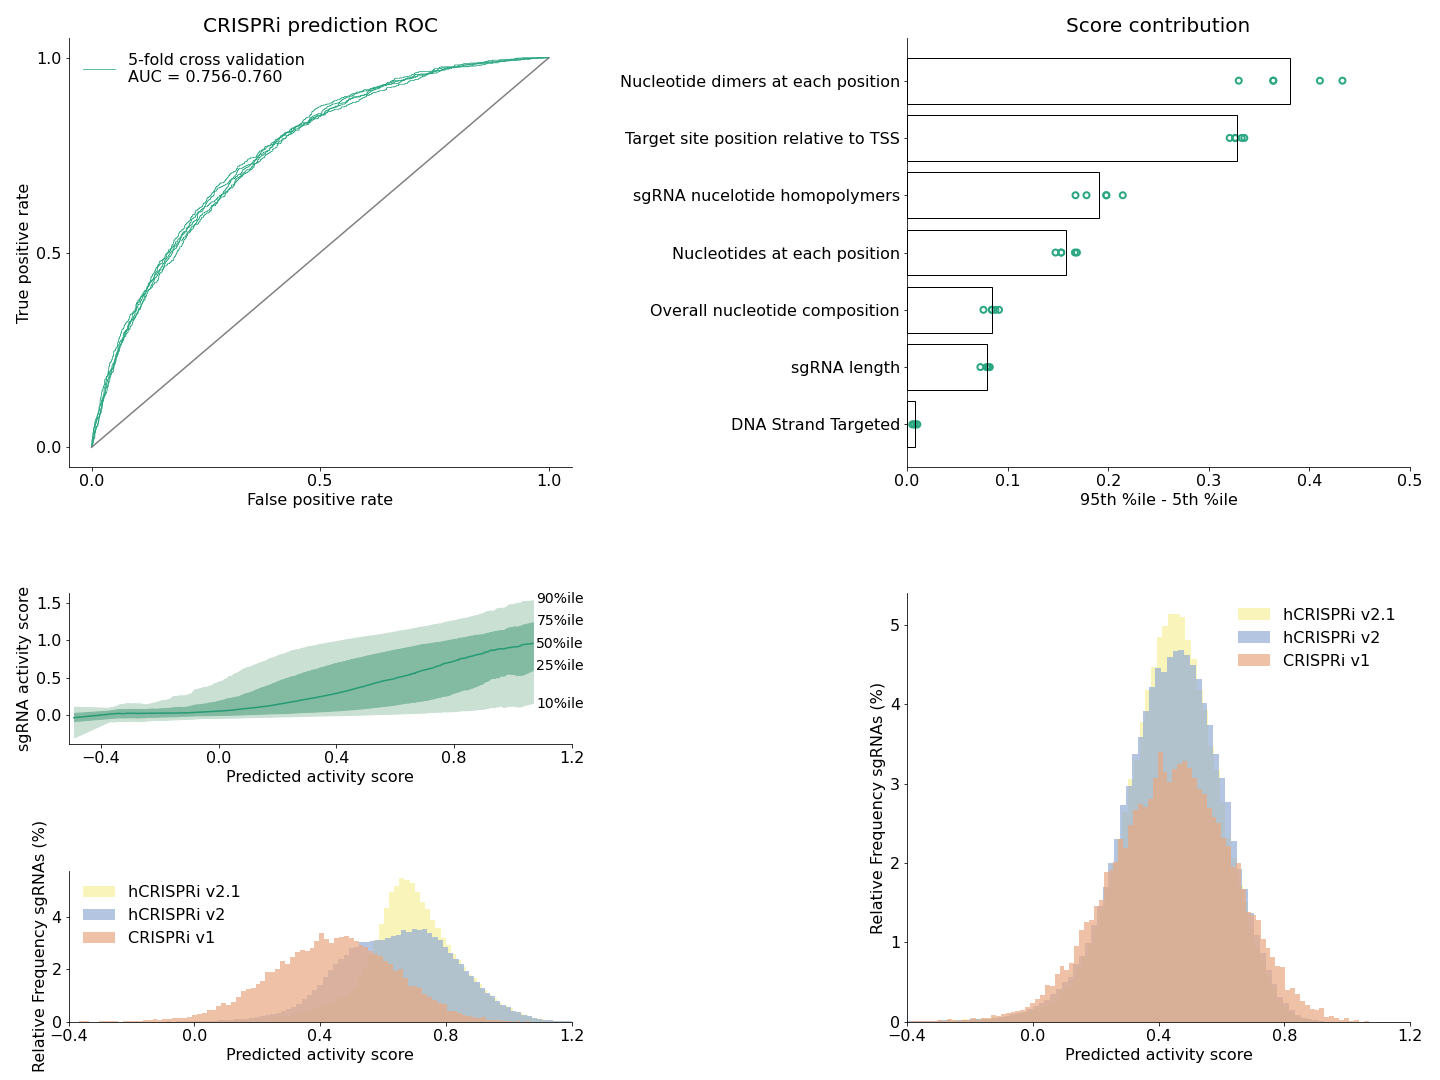 CRISPRi prediction ROC
5-fold cross validation
AUC = 0.756-0.760
1.0
0.5
0.0
True positive rate
0.0
0.5
1.0
False positive rate
Score contribution
Nucleotide dimers at each position
Target site position relative to TSS
sgRNA nucelotide homopolymers
Nucleotides at each position
Overall nucleotide composition
sgRNA length
DNA Strand Targeted
0.0
0.1
0.2
0.3
0.4
0.5
95th %ile - 5th %ile
sgRNA activity score
1.5
1.0
0.5
0.0
90%ile
75%ile
50%ile
25%ile
10%ile
−0.4
0.0
0.4
0.8
1.2
Predicted activity score
Relative Frequency sgRNAs (%)
4
2
0
hCRISPRi v2.1
hCRISPRi v2
CRISPRi v1
−0.4
0.0
0.4
0.8
1.2
Predicted activity score
Relative Frequency sgRNAs (%)
5
4
3
2
1
0
hCRISPRi v2.1
hCRISPRi v2
CRISPRi v1
−0.4
0.0
0.4
0.8
1.2
Predicted activity score